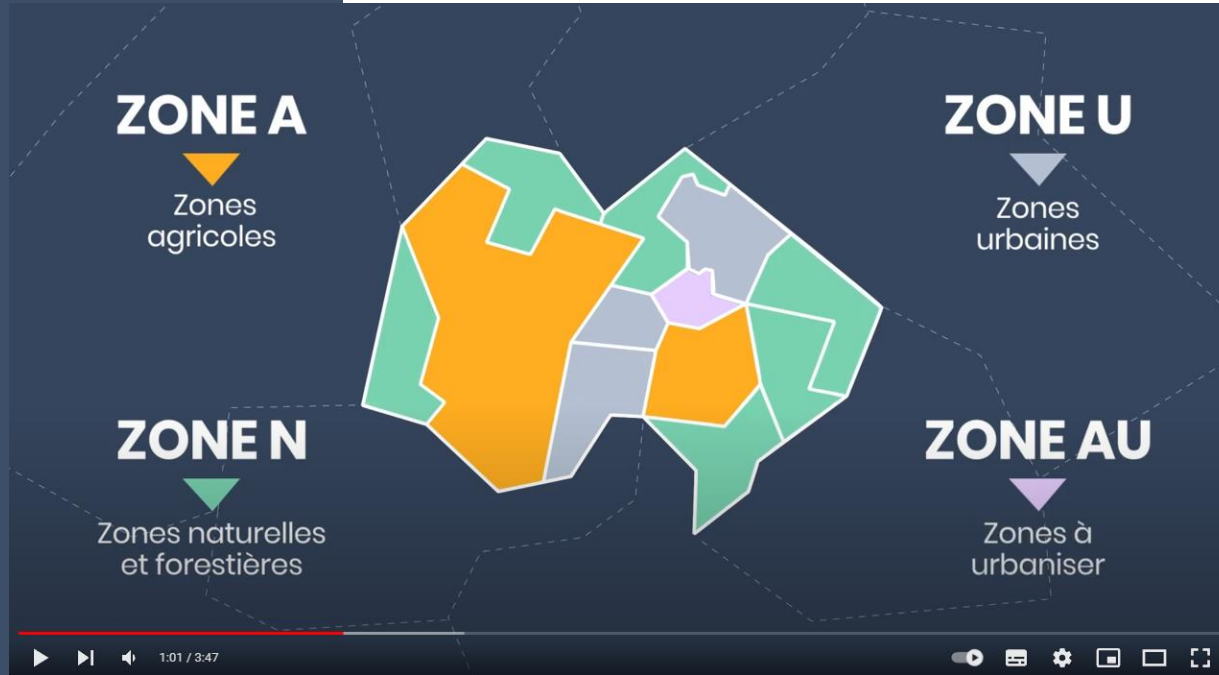 ZONE A
Zones
agricoles
ZONE U
Zones
urbaines
ZONE N
Zones naturelles
et forestières
ZONE AU
Zones à
urbaniser
1:01 / 3:47